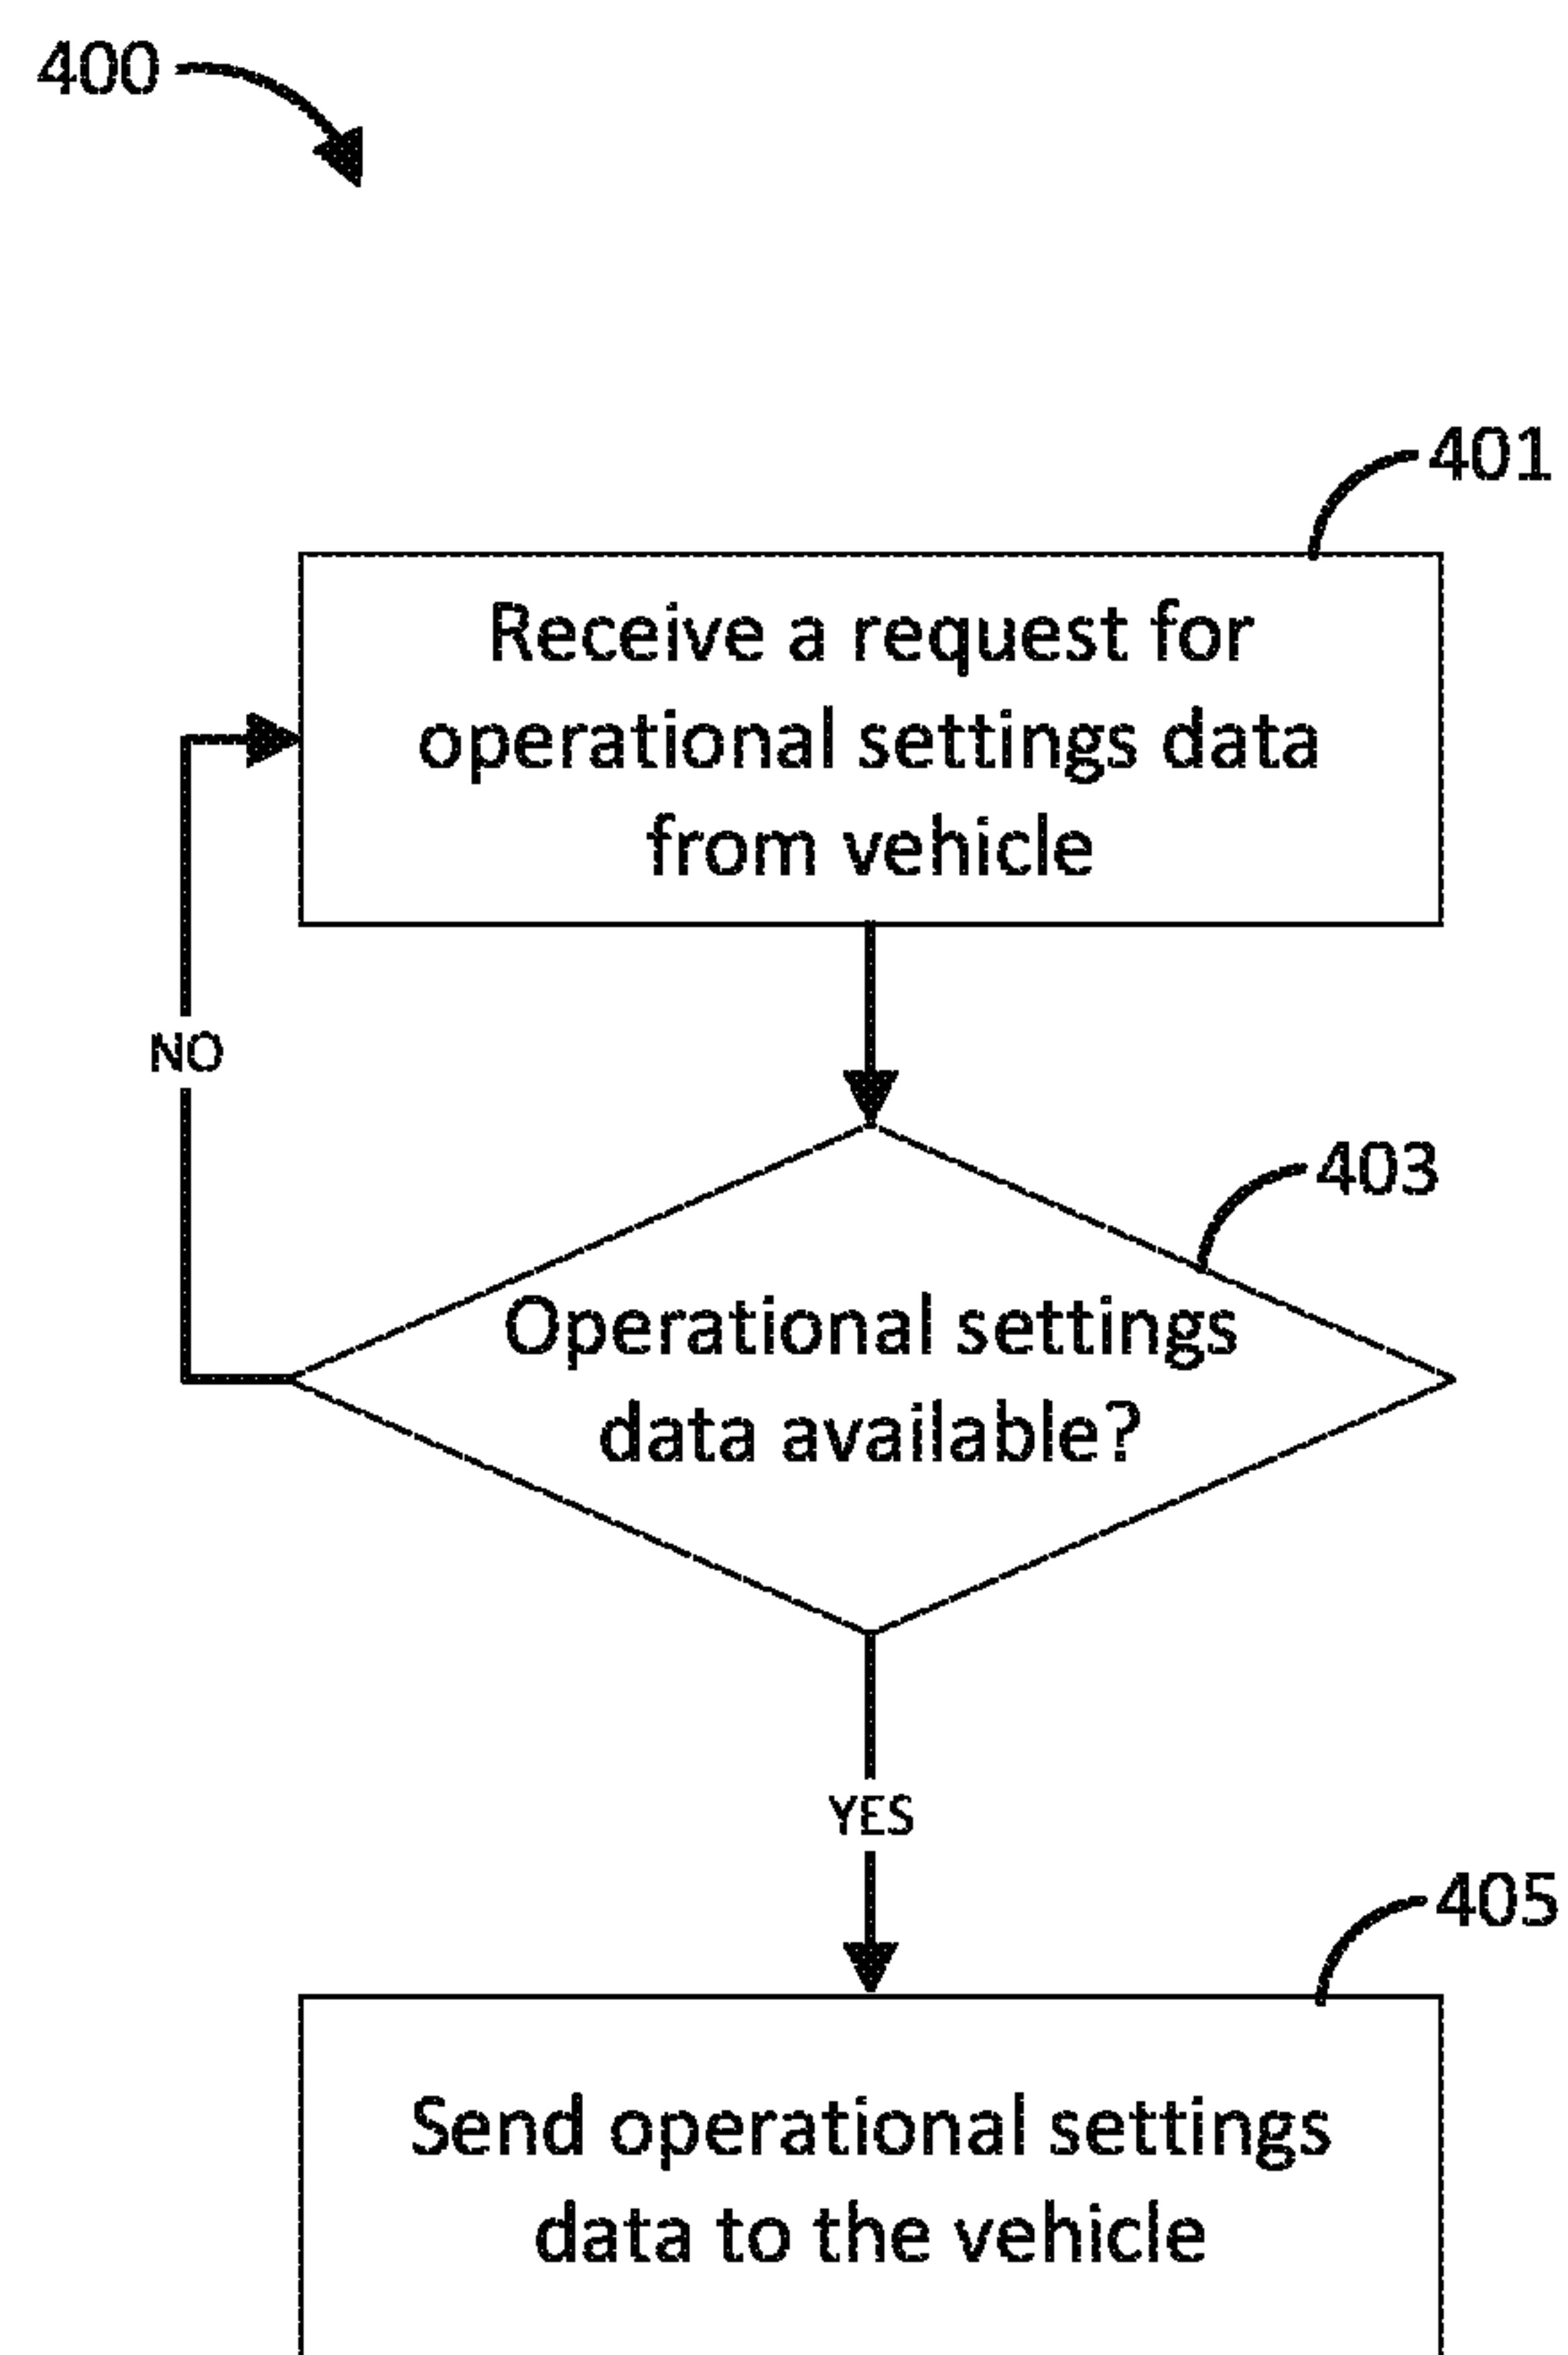 400
401
Receive a request for
operational settings data
from vehicle
NO
403
Operational settings
data available?
YES
405
Send operational settings
data to the vehicle